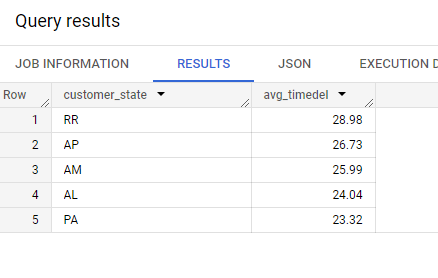 Query results
JOB INFORMATION RESULTS JSON EXECUTION D
Row customer_state avg_timedel
1 RR 28.98
2 AP 26.73
3 AM 25.99
4 AL 24.04
5 PA 23.32